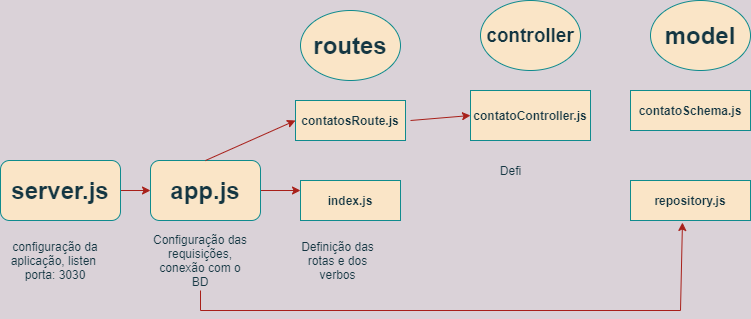 routes
controller
model
contatosRoute.js
contatoController.js
contatoSchema.js
Defi
server.js
app.js
index.js
repository.js
configuração da
aplicação, listen
porta: 3030
Configuração das
requisições,
conexão com o
BD
Definição das
rotas e dos
verbos